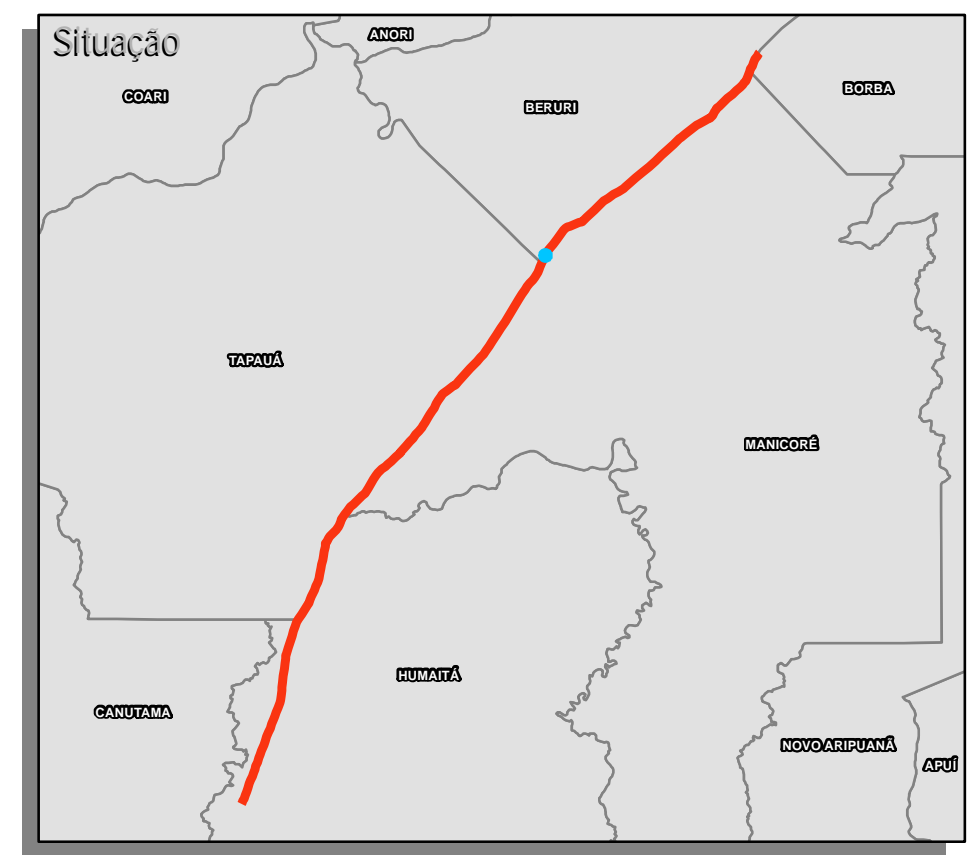 Situação
ANORI
COARI
BERURI
BORBA
TAPAUÁ
MANICORÉ
HUMAITÁ
CANUTAMA
NOVO ARIPUANÃ
APUÍ